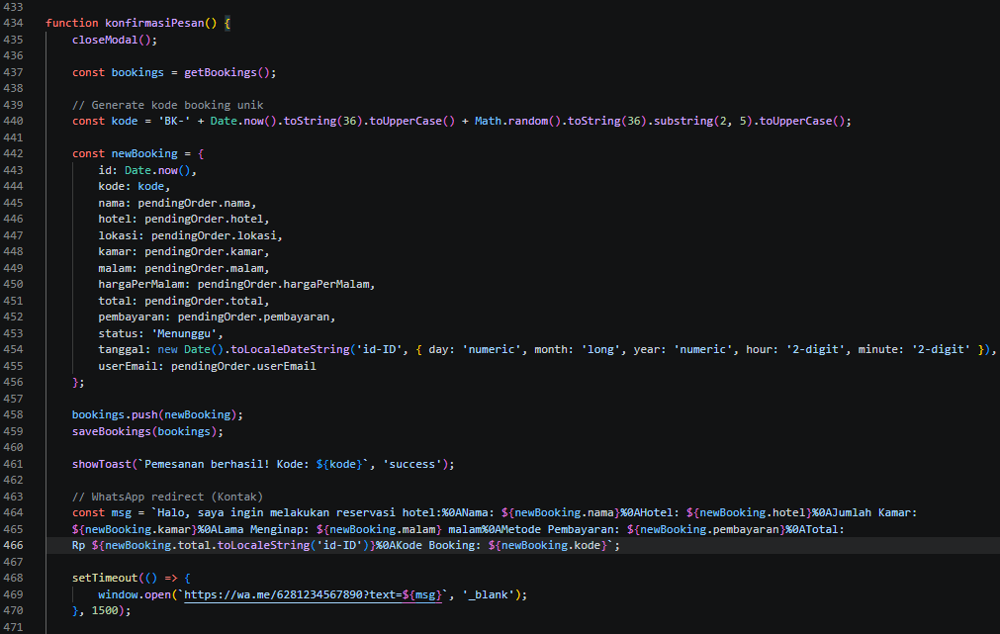 433
434 function konfirmasiPesan() {
435     closeModal();
436
437     const bookings = getBookings();
438
439     // Generate kode booking unik
440     const kode = 'BK-' + Date.now().toString(36).toUpperCase() + Math.random().toString(36).substring(2, 5).toUpperCase();
441
442     const newBooking = {
443         id: Date.now(),
444         kode: kode,
445         nama: pendingOrder.nama,
446         hotel: pendingOrder.hotel,
447         lokasi: pendingOrder.lokasi,
448         kamar: pendingOrder.kamar,
449         malam: pendingOrder.malam,
450         hargaPerMalam: pendingOrder.hargaPerMalam,
451         total: pendingOrder.total,
452         pembayaran: pendingOrder.pembayaran,
453         status: 'Menunggu',
454         tanggal: new Date().toLocaleDateString('id-ID', { day: 'numeric', month: 'long', year: 'numeric', hour: '2-digit', minute: '2-digit' }),
455         userEmail: pendingOrder.userEmail
456     };
457
458     bookings.push(newBooking);
459     saveBookings(bookings);
460
461     showToast(`Pemesanan berhasil! Kode: ${kode}`, 'success');
462
463     // WhatsApp redirect (Kontak)
464     const msg = `Halo, saya ingin melakukan reservasi hotel:%0ANama: ${newBooking.nama}%0AHotel: ${newBooking.hotel}%0AJumlah Kamar:
465     ${newBooking.kamar}%0ALama Menginap: ${newBooking.malam} malam%0AMetode Pembayaran: ${newBooking.pembayaran}%0ATotal:
466     Rp ${newBooking.total.toLocaleString('id-ID')}%0AKode Booking: ${newBooking.kode}`;
467
468     setTimeout(() => {
469         window.open(`https://wa.me/6281234567890?text=${msg}`, '_blank');
470     }, 1500);
471